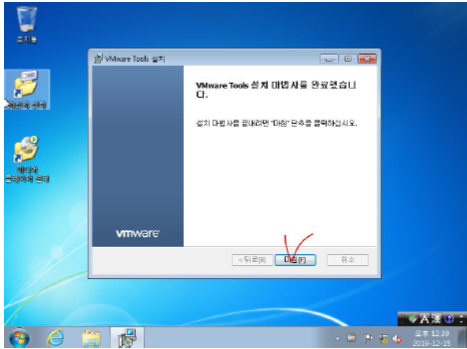 휴지통
VMware Tools 설치
VMware Tools 설치 마법사를 완료했습니
다.
설치 마법사를 끝내려면 "마침" 단추를 클릭하십시오.
vmware
< 뒤로(B)
마침(F)
취소
A 漢
오후 12:39
2019-12-15